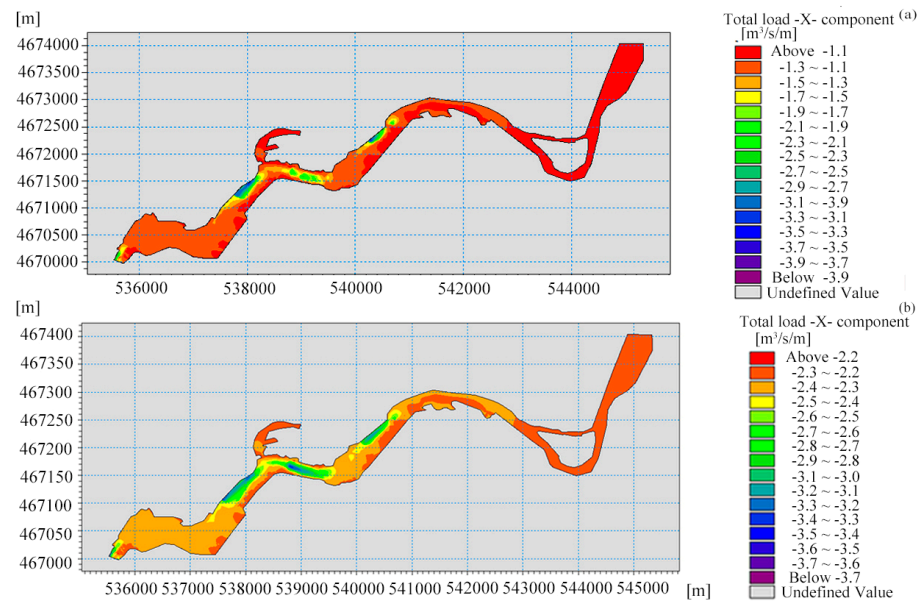 [m]
4674000
4673500
4673000
4672500
4672000
4671500
4671000
4670500
4670000
536000 538000 540000 542000 544000
(a)
Total load -X- component
[m³/s/m]
Above -1.1
-1.3 ~ -1.1
-1.5 ~ -1.3
-1.7 ~ -1.5
-1.9 ~ -1.7
-2.1 ~ -1.9
-2.3 ~ -2.1
-2.5 ~ -2.3
-2.7 ~ -2.5
-2.9 ~ -2.7
-3.1 ~ -3.9
-3.3 ~ -3.1
-3.5 ~ -3.3
-3.7 ~ -3.5
-3.9 ~ -3.7
Below -3.9
Undefined Value
[m]
467400
467350
467300
467250
467200
467150
467100
467050
467000
536000 537000 538000 539000 540000 541000 542000 543000 544000 545000 [m]
(b)
Total load -X- component
[m³/s/m]
Above -2.2
-2.3 ~ -2.2
-2.4 ~ -2.3
-2.5 ~ -2.4
-2.6 ~ -2.5
-2.7 ~ -2.6
-2.8 ~ -2.7
-2.9 ~ -2.8
-3.1 ~ -3.0
-3.2 ~ -3.1
-3.3 ~ -3.2
-3.4 ~ -3.3
-3.5 ~ -3.4
-3.6 ~ -3.5
-3.7 ~ -3.6
Below -3.7
Undefined Value